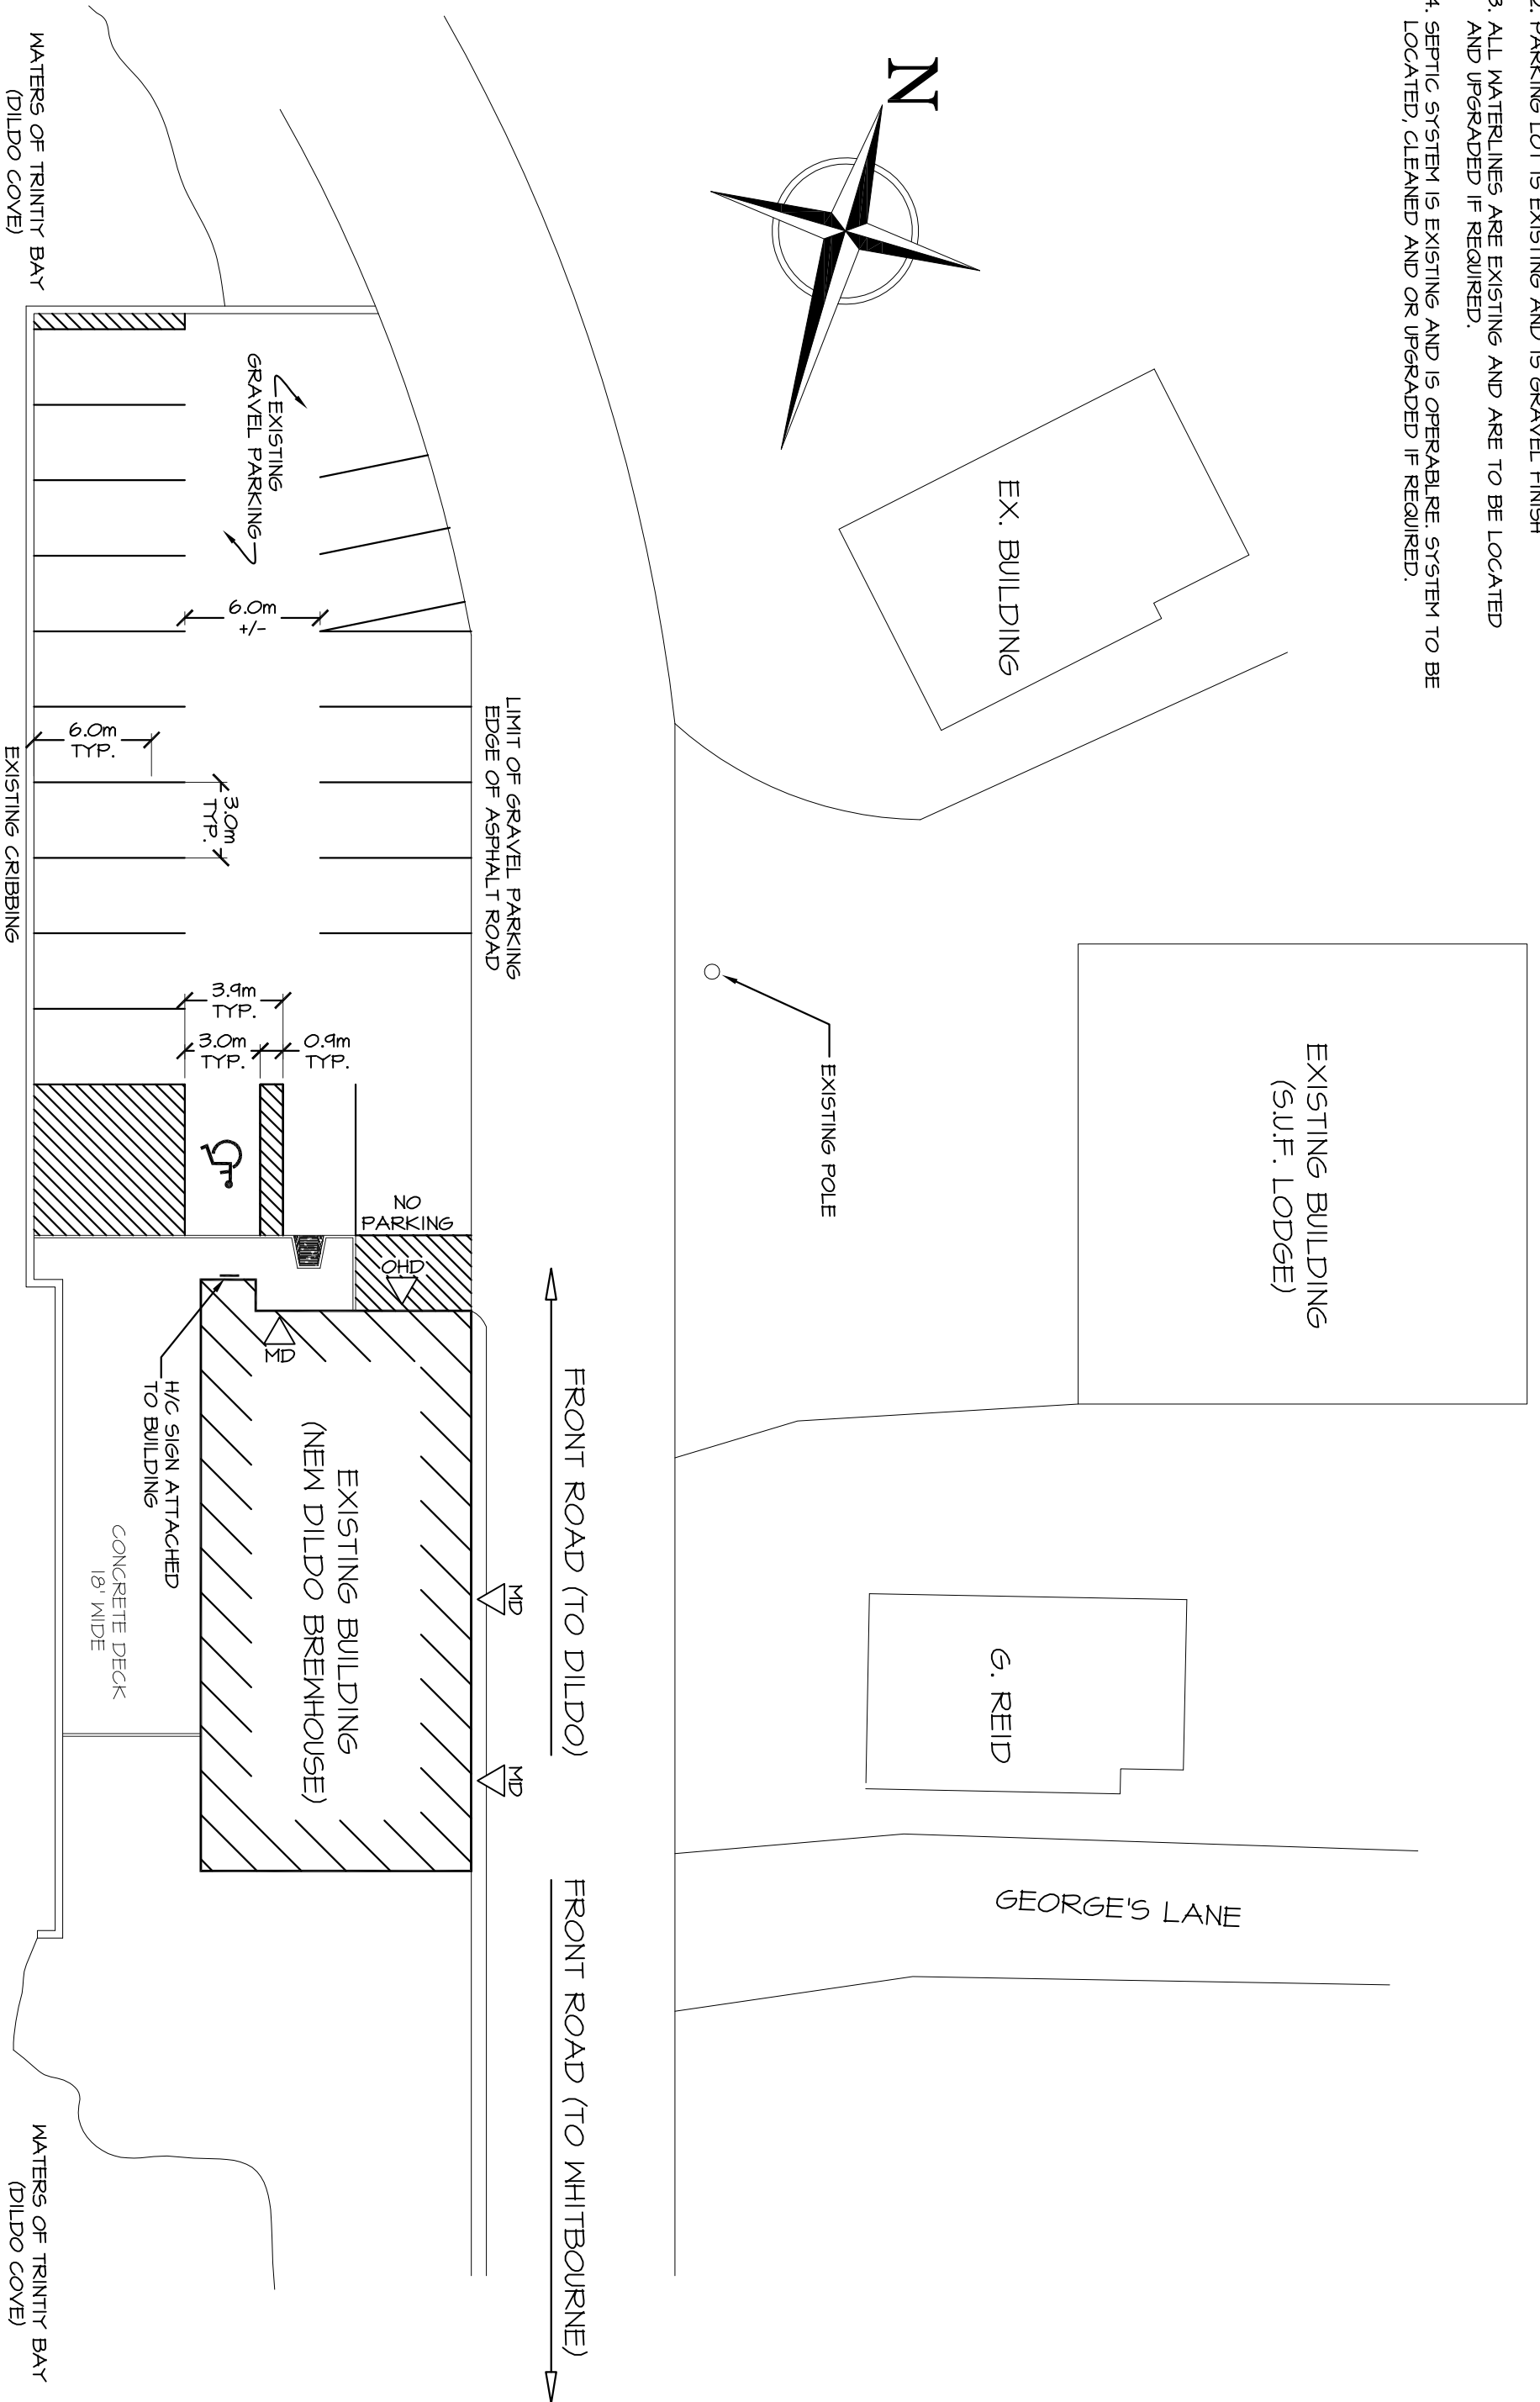 2. PARKING LOT IS EXISTING AND IS GRAVEL FINISH
3. ALL WATERLINES ARE EXISTING AND ARE TO BE LOCATED
AND UPGRADED IF REQUIRED.
4. SEPTIC SYSTEM IS EXISTING AND IS OPERABLRE. SYSTEM TO BE
LOCATED, CLEANED AND OR UPGRADED IF REQUIRED.
N
EX. BUILDING
EXISTING BUILDING
(S.U.F. LODGE)
G. REID
GEORGE'S LANE
EXISTING POLE
FRONT ROAD (TO DILDO)
FRONT ROAD (TO WHITBOURNE)
LIMIT OF GRAVEL PARKING
EDGE OF ASPHALT ROAD
MD
MD
NO
PARKING
OHD
MD
EXISTING BUILDING
(NEW DILDO BREWHOUSE)
EXISTING
GRAVEL PARKING
6.0m
+/-
3.0m
TYP.
6.0m
TYP.
3.9m
TYP.
3.0m
TYP.
0.9m
TYP.
H/C SIGN ATTACHED
TO BUILDING
CONCRETE DECK
18' WIDE
WATERS OF TRINTIY BAY
(DILDO COVE)
EXISTING CRIBBING
WATERS OF TRINTIY BAY
(DILDO COVE)